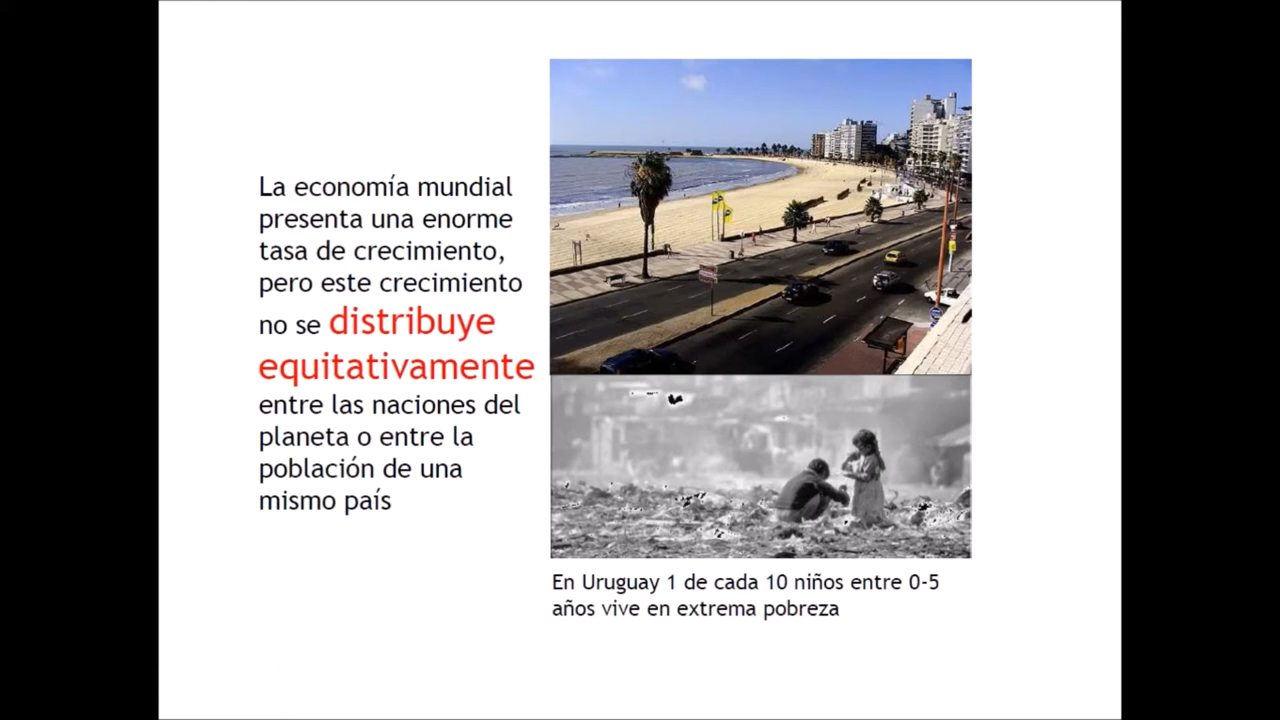 La economía mundial
presenta una enorme
tasa de crecimiento,
pero este crecimiento
no se distribuye
equitativamente
entre las naciones del
planeta o entre la
población de una
mismo país
En Uruguay 1 de cada 10 niños entre 0-5
años vive en extrema pobreza